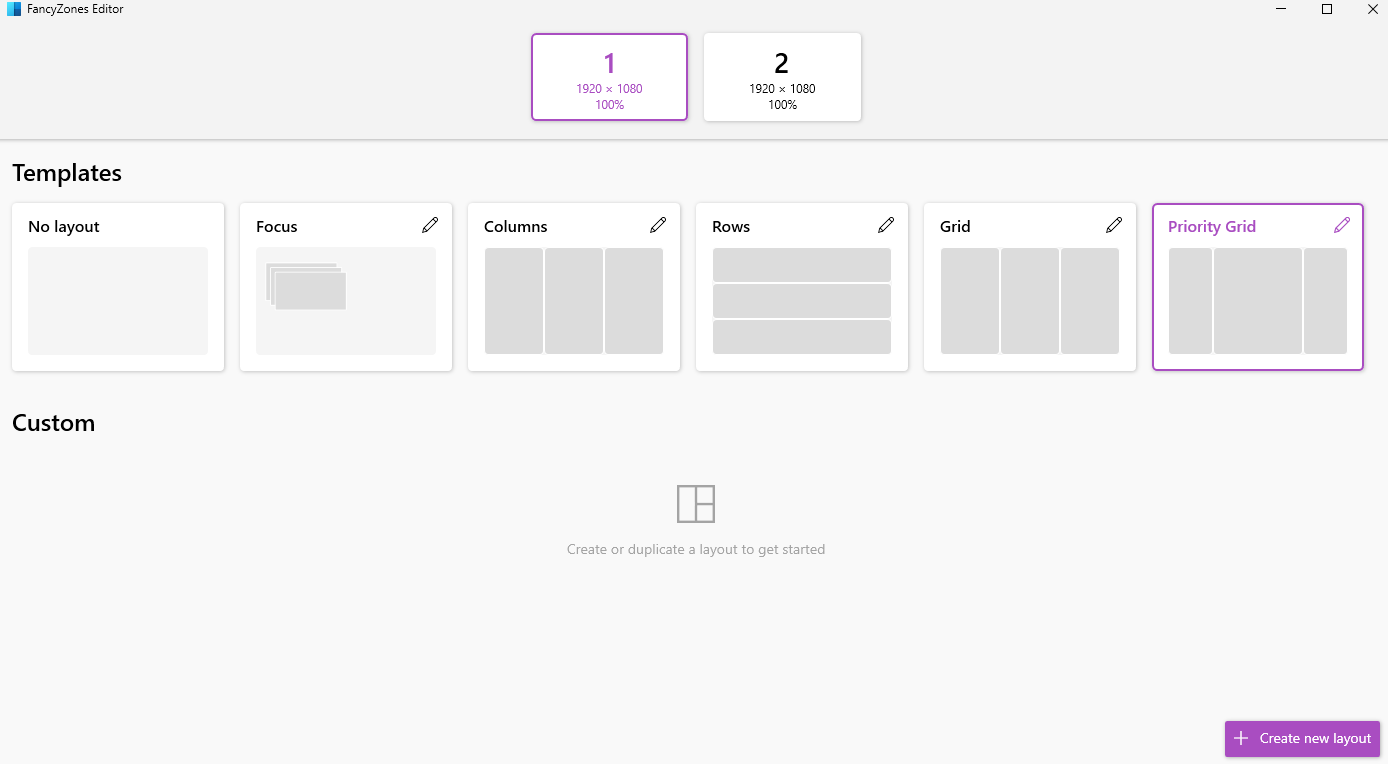 FancyZones Editor
1
1920 × 1080
100%
2
1920 × 1080
100%
Templates
No layout
Focus
Columns
Rows
Grid
Priority Grid
Custom
Create or duplicate a layout to get started
Create new layout